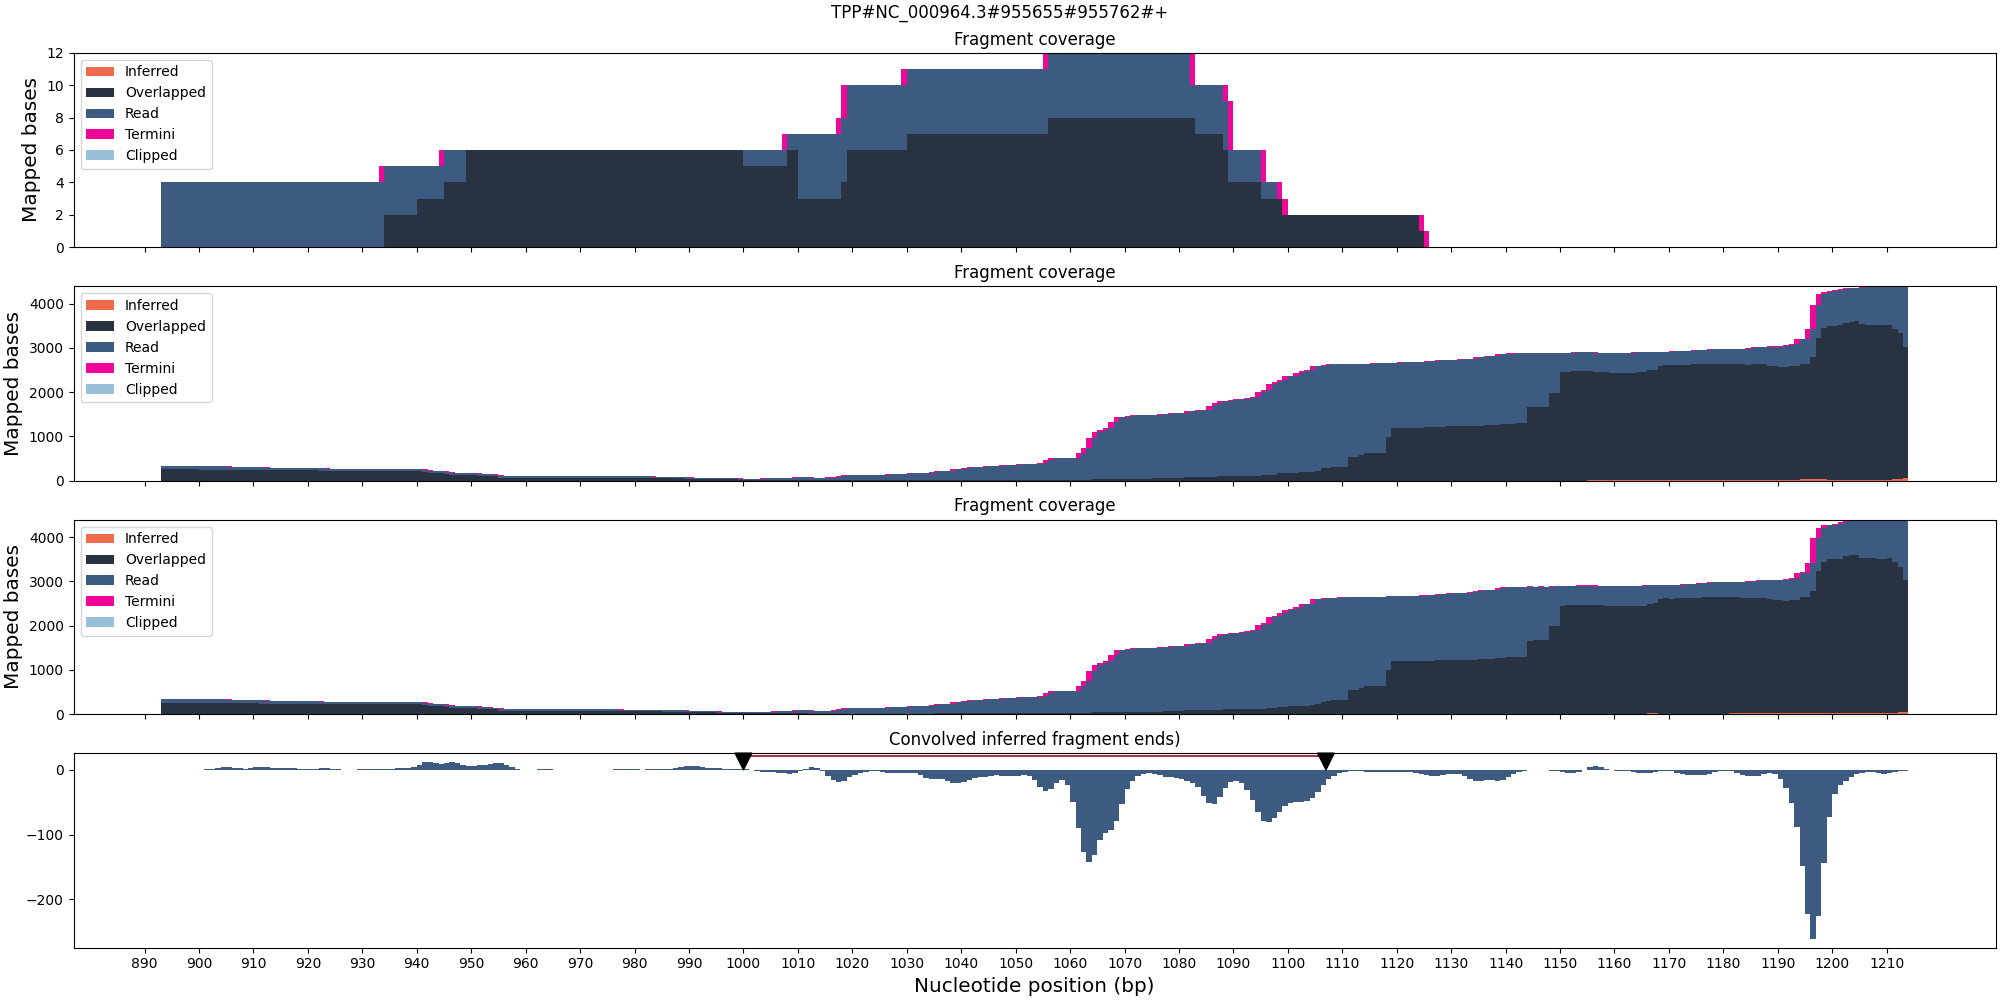 TPP#NC_000964.3#955655#955762#+
Fragment coverage
Mapped bases
12
10
8
6
4
2
0
Inferred
Overlapped
Read
Termini
Clipped
Fragment coverage
Mapped bases
4000
3000
2000
1000
0
Inferred
Overlapped
Read
Termini
Clipped
Fragment coverage
Mapped bases
4000
3000
2000
1000
0
Inferred
Overlapped
Read
Termini
Clipped
Convolved inferred fragment ends)
0
−100
−200
890 900 910 920 930 940 950 960 970 980 990 1000 1010 1020 1030 1040 1050 1060 1070 1080 1090 1100 1110 1120 1130 1140 1150 1160 1170 1180 1190 1200 1210
Nucleotide position (bp)